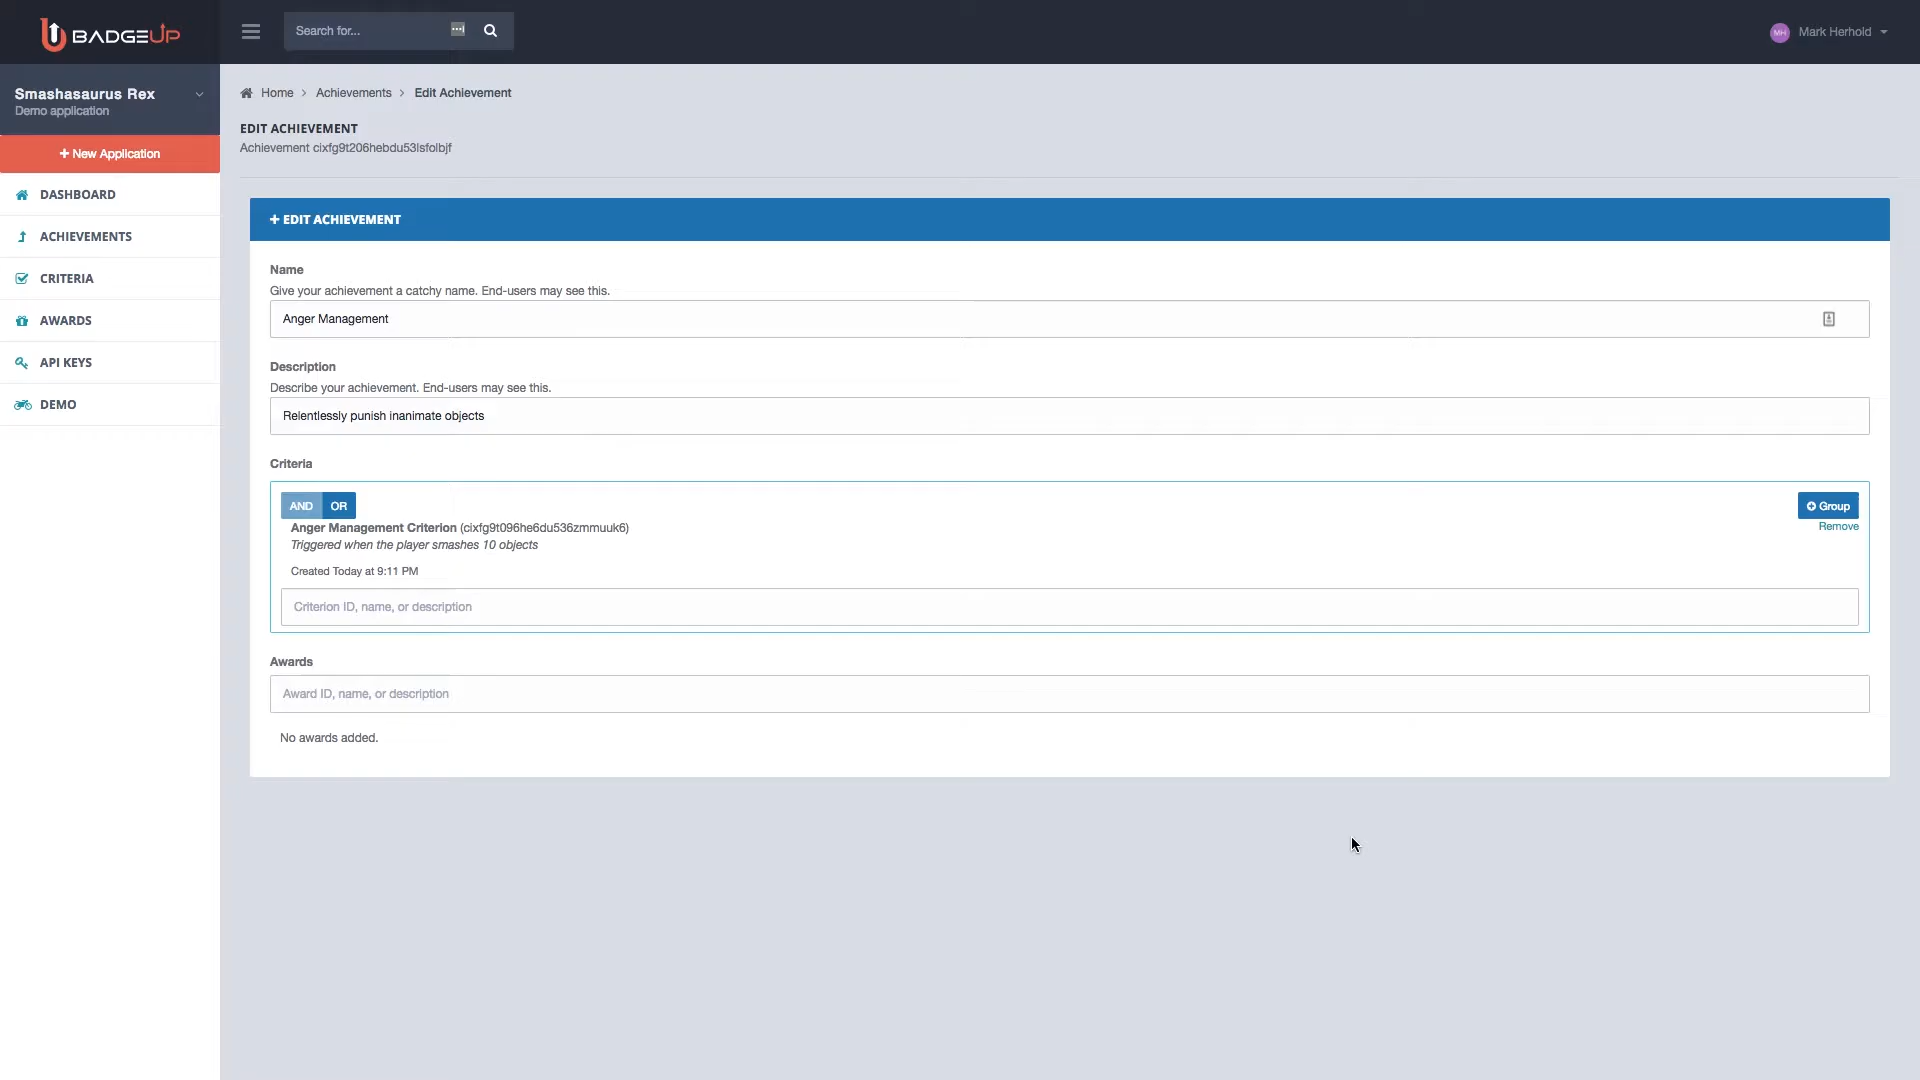 BADGEUP
Search for...
MH Mark Herhold
Smashasaurus Rex
Demo application
+ New Application
DASHBOARD
ACHIEVEMENTS
CRITERIA
AWARDS
API KEYS
DEMO
Home > Achievements > Edit Achievement
EDIT ACHIEVEMENT
Achievement cixfg9t206hebdu53lsfolbjf
+ EDIT ACHIEVEMENT
Name
Give your achievement a catchy name. End-users may see this.
Anger Management
Description
Describe your achievement. End-users may see this.
Relentlessly punish inanimate objects
Criteria
AND OR
Group
Anger Management Criterion (cixfg9t096he6du536zmmuuk6)
Remove
Triggered when the player smashes 10 objects
Created Today at 9:11 PM
Criterion ID, name, or description
Awards
Award ID, name, or description
No awards added.